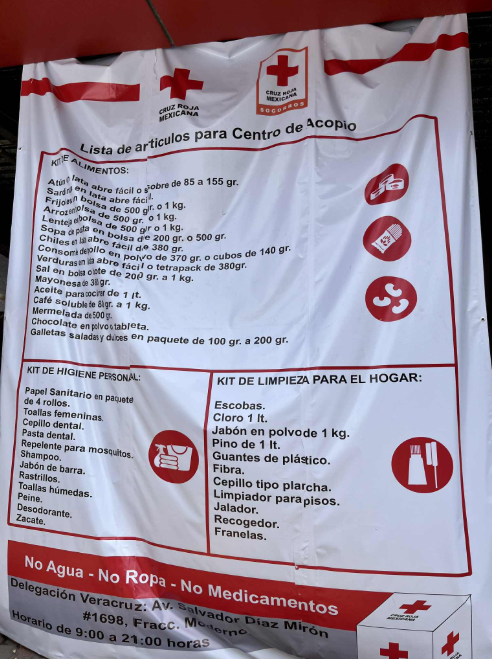 CRUZ ROJA
MEXICANA
CRUZ ROJA
MEXICANA
SOCORROS
Lista de articulos para Centro de Acopio
KIT DE ALIMENTOS:
Atún lata abre fácil o sobre de 85 a 155 gr.
Sardina en lata abre fácil.
Frijoles en bolsa de 500 gr. o 1 kg.
Arroz en bolsa de 500 gr. o 1 kg.
Lenteja en bolsa de 500 gr. o 1 kg.
Sopa de pasta en bolsa de 200 gr. o 500 gr.
Chiles en lata abre fácil de 380 gr.
Consomé de pollo en polvo de 370 gr. o cubos de 140 gr.
Verduras en lata abre fácil o tetrapack de 380gr.
Sal en bolsa o bote de 200 gr. a 1 kg.
Mayonesa de gr.
Aceite para cocinar de 1 lt.
Café soluble de gr. a 1 kg.
Mermelada de 500 g.
Chocolate en polvo o tableta.
Galletas saladas y dulces en paquete de 100 gr. a 200 gr.
KIT DE HIGIENE PERSONAL:
Papel Sanitario en paquete
de 4 rollos.
Toallas femeninas.
Cepillo dental.
Pasta dental.
Repelente para mosquitos.
Shampoo.
Jabón de barra.
Rastrillos.
Toallas húmedas.
Peine.
Desodorante.
Zacate.
KIT DE LIMPIEZA PARA EL HOGAR:
Escobas.
Cloro 1 lt.
Jabón en polvo de 1 kg.
Pino de 1 lt.
Guantes de plástico.
Fibra.
Cepillo tipo plancha.
Limpiador para pisos.
Jalador.
Recogedor.
Franelas.
No Agua - No Ropa - No Medicamentos
Delegación Veracruz: Av. Salvador Díaz Mirón
#1698, Fracc. Moderno
Horario de 9:00 a 21:00 horas
CRUZ ROJA
MEXICANA